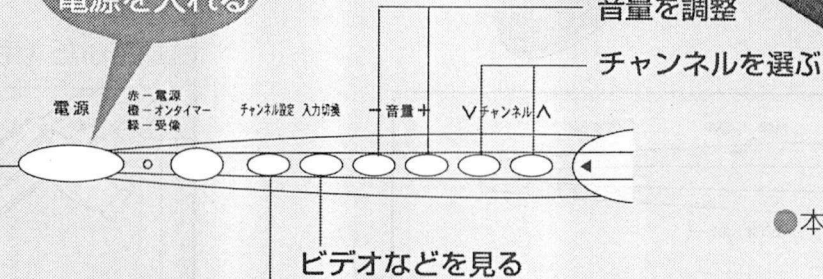 電源を入れる
音量を調整
チャンネルを選ぶ
電源
赤－電源
橙－オンタイマー
緑－受像
チャンネル設定 入力切換
－音量＋
∨チャンネル∧
ビデオなどを見る
●本